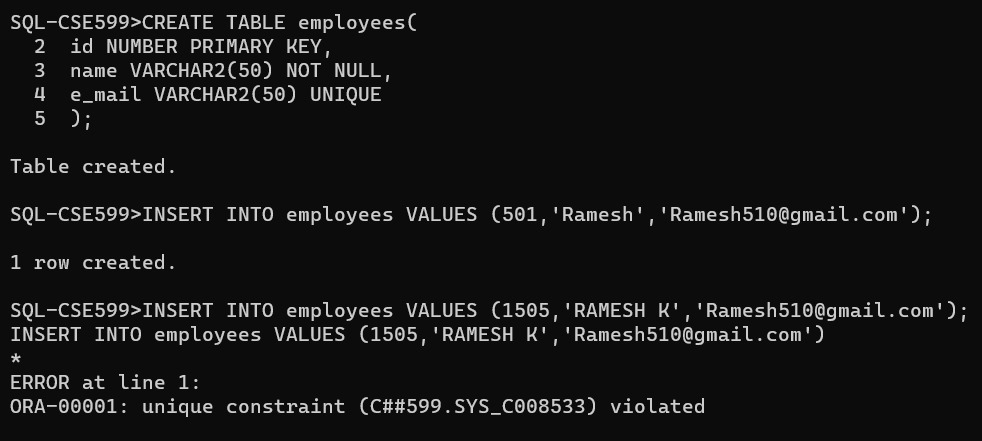 SQL-CSE599>CREATE TABLE employees(
  2  id NUMBER PRIMARY KEY,
  3  name VARCHAR2(50) NOT NULL,
  4  e_mail VARCHAR2(50) UNIQUE
  5  );
Table created.
SQL-CSE599>INSERT INTO employees VALUES (501,'Ramesh','Ramesh510@gmail.com');
1 row created.
SQL-CSE599>INSERT INTO employees VALUES (1505,'RAMESH K','Ramesh510@gmail.com');
INSERT INTO employees VALUES (1505,'RAMESH K','Ramesh510@gmail.com')
*
ERROR at line 1:
ORA-00001: unique constraint (C##599.SYS_C008533) violated